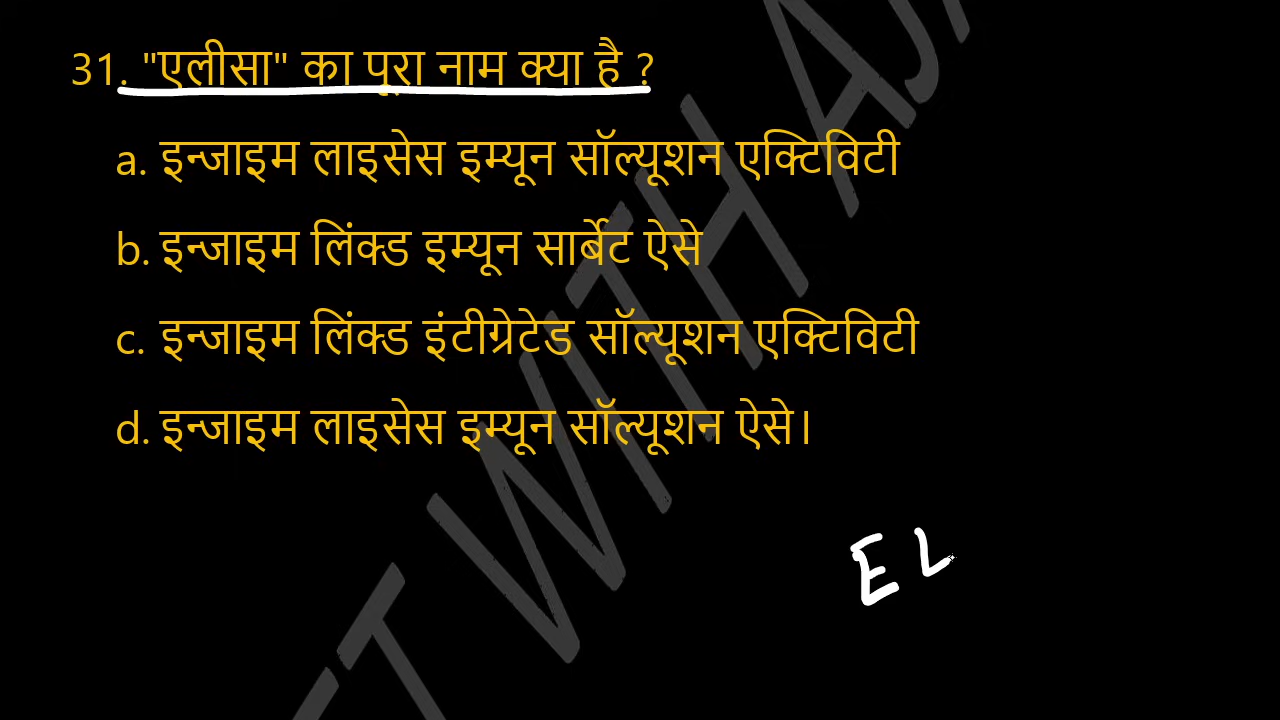 31. "एलीसा" का पूरा नाम क्या है ?
a. इन्जाइम लाइसेस इम्यून सॉल्यूशन एक्टिविटी
b. इन्जाइम लिंक्ड इम्यून सार्बेट ऐसे
c. इन्जाइम लिंक्ड इंटीग्रेटेड सॉल्यूशन एक्टिविटी
d. इन्जाइम लाइसेस इम्यून सॉल्यूशन ऐसे।
E L
WITH